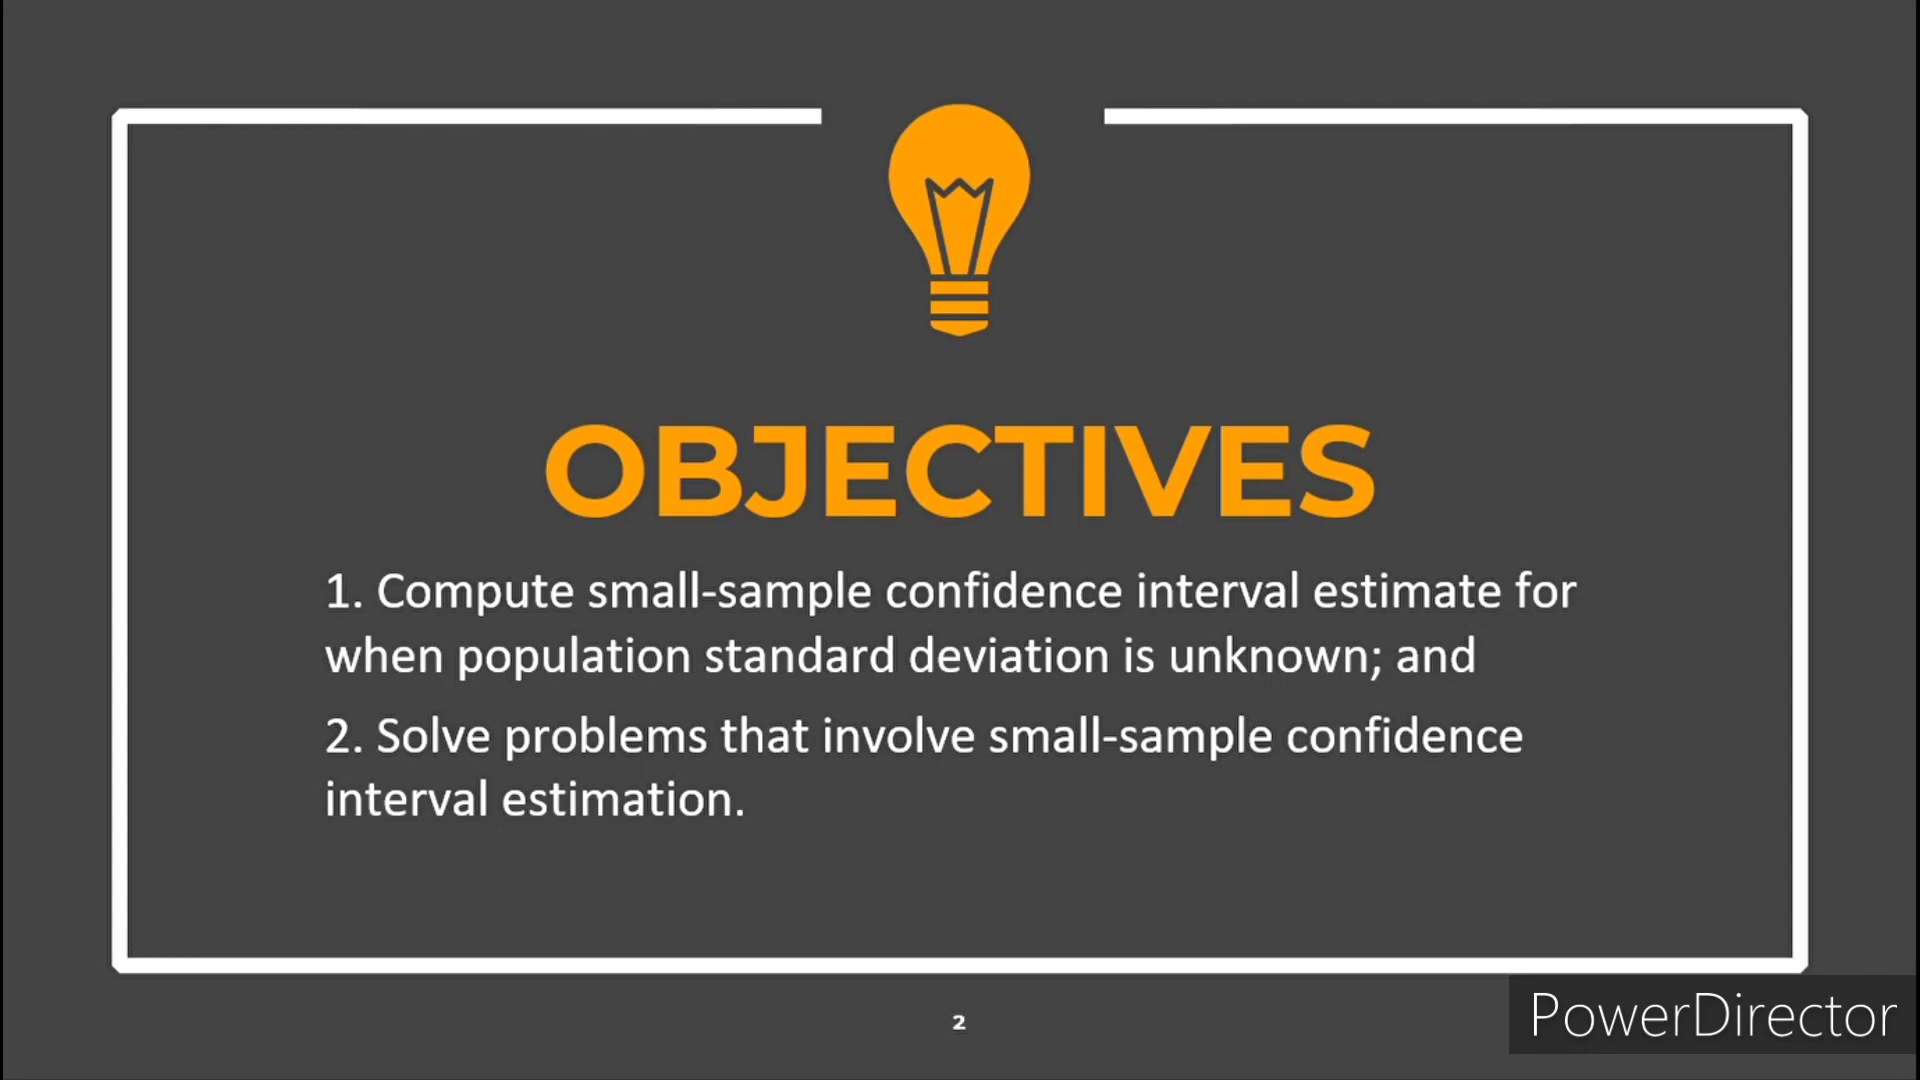 OBJECTIVES
1. Compute small-sample confidence interval estimate for
when population standard deviation is unknown; and
2. Solve problems that involve small-sample confidence
interval estimation.
2
PowerDirector